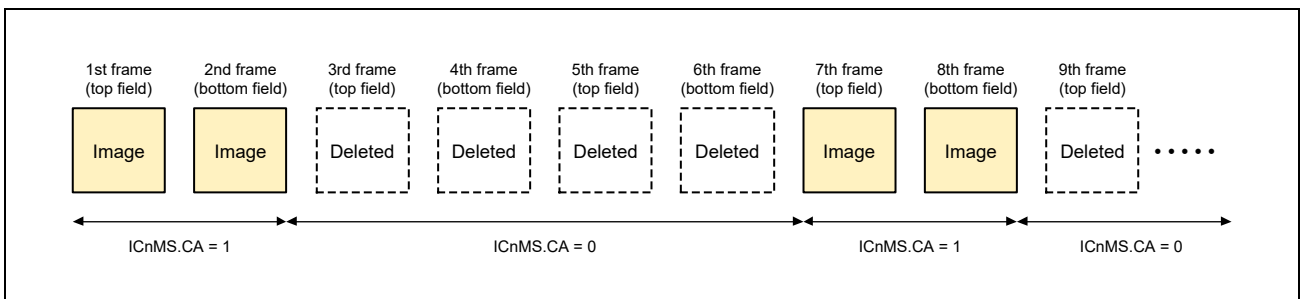 1st frame
(top field)
2nd frame
(bottom field)
3rd frame
(top field)
4th frame
(bottom field)
5th frame
(top field)
6th frame
(bottom field)
7th frame
(top field)
8th frame
(bottom field)
9th frame
(top field)
Image
Image
Deleted
Deleted
Deleted
Deleted
Image
Image
Deleted
• • • • •
ICnMS.CA = 1
ICnMS.CA = 0
ICnMS.CA = 1
ICnMS.CA = 0